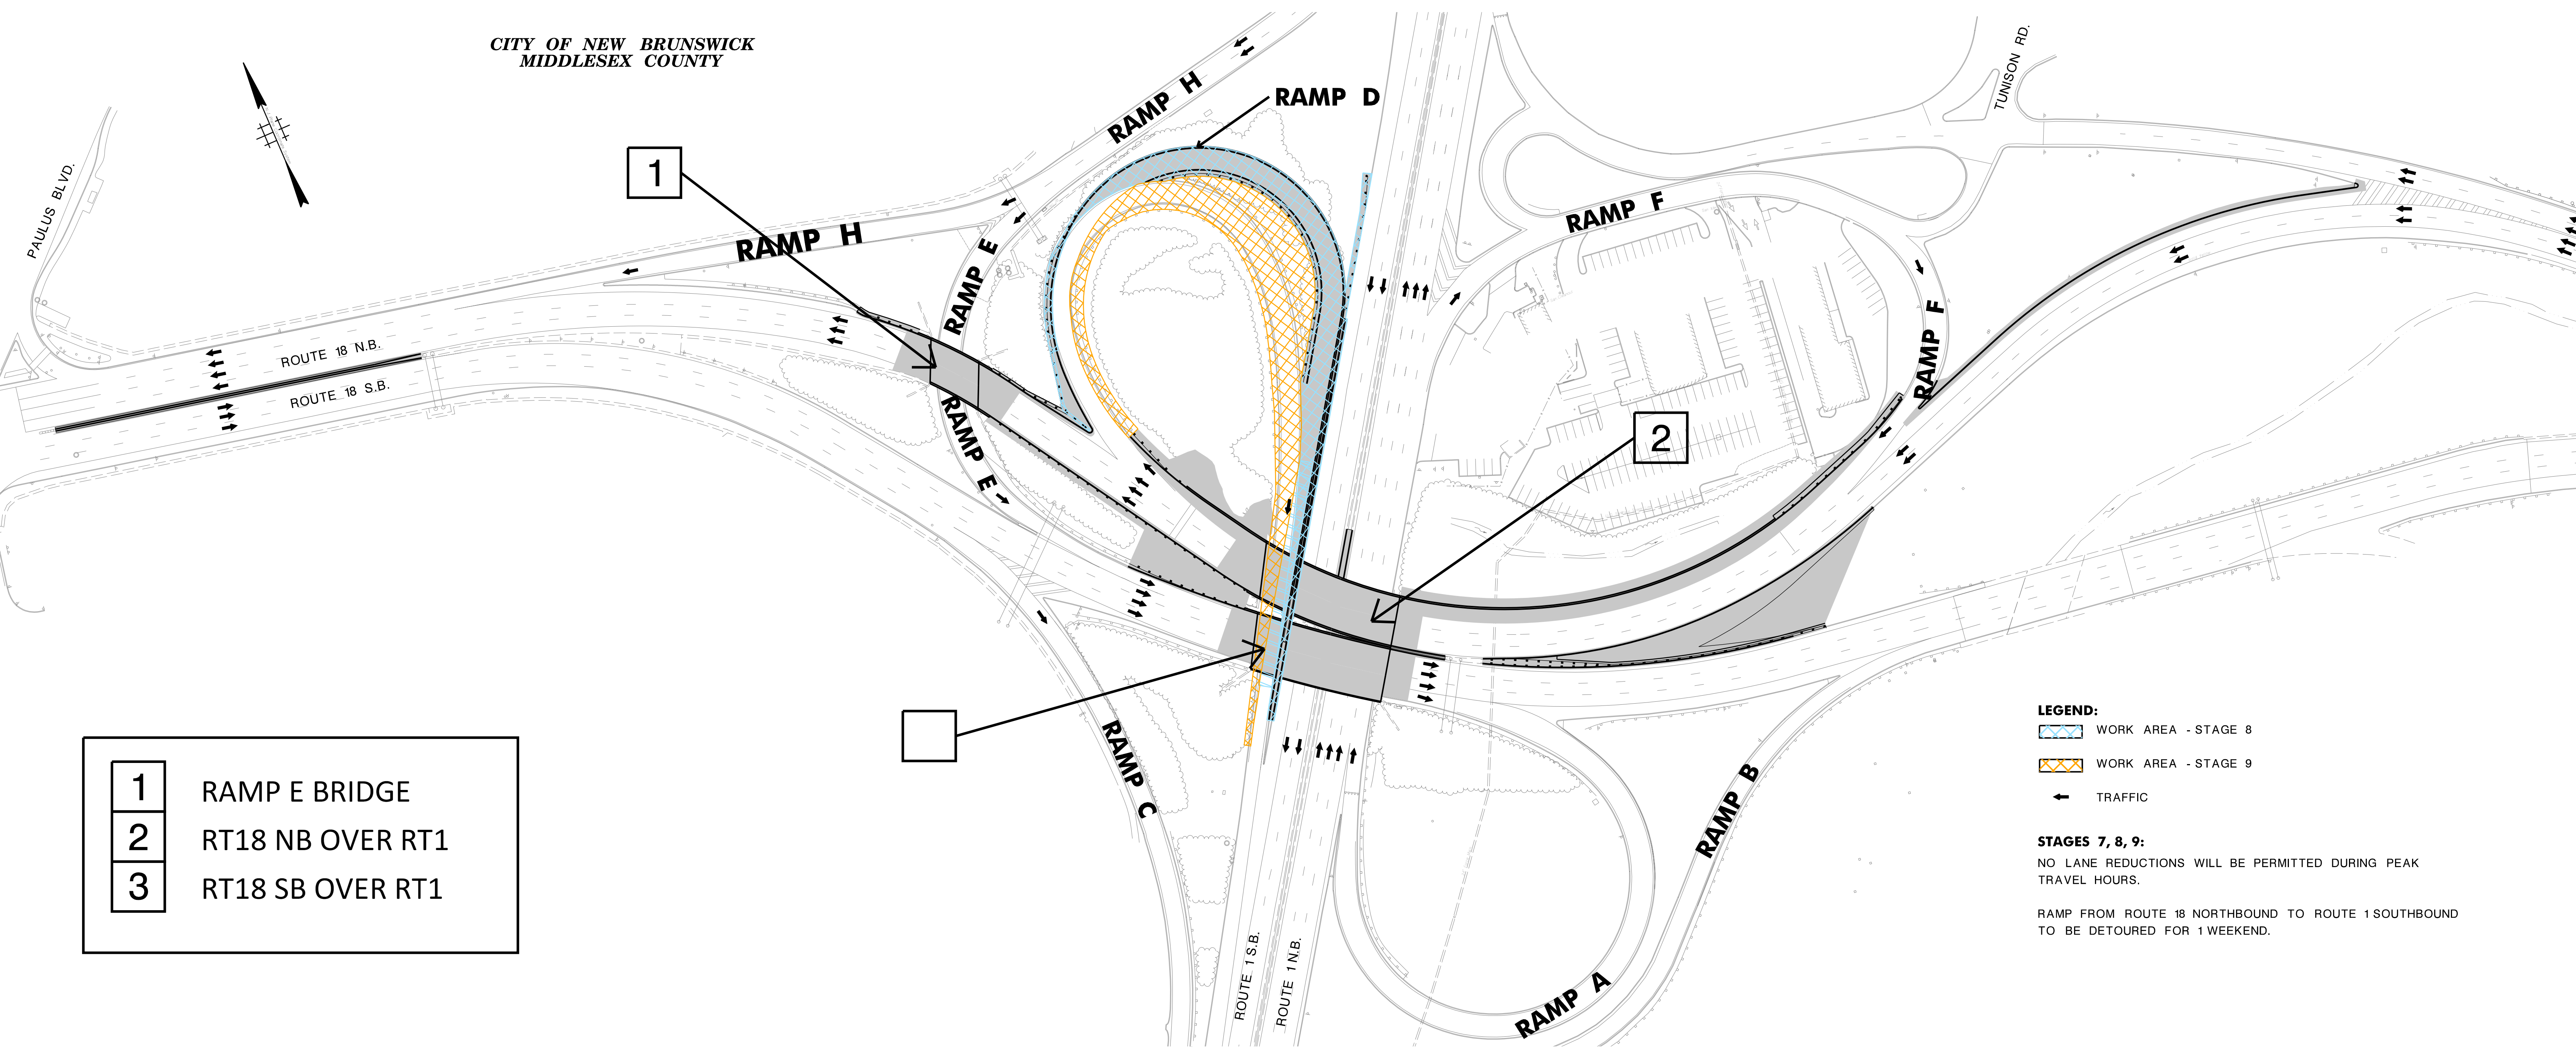 CITY OF NEW BRUNSWICK
MIDDLESEX COUNTY
TUNISON RD.
RAMP H
RAMP D
PAULUS BLVD.
1
RAMP F
RAMP H
RAMP E
RAMP F
ROUTE 18 N.B.
ROUTE 18 S.B.
RAMP E
2
RAMP C
RAMP B
RAMP A
ROUTE 1 S.B.
ROUTE 1 N.B.
1 RAMP E BRIDGE
2 RT18 NB OVER RT1
3 RT18 SB OVER RT1
LEGEND:
WORK AREA - STAGE 8
WORK AREA - STAGE 9
TRAFFIC
STAGES 7, 8, 9:
NO LANE REDUCTIONS WILL BE PERMITTED DURING PEAK
TRAVEL HOURS.
RAMP FROM ROUTE 18 NORTHBOUND TO ROUTE 1 SOUTHBOUND
TO BE DETOURED FOR 1 WEEKEND.